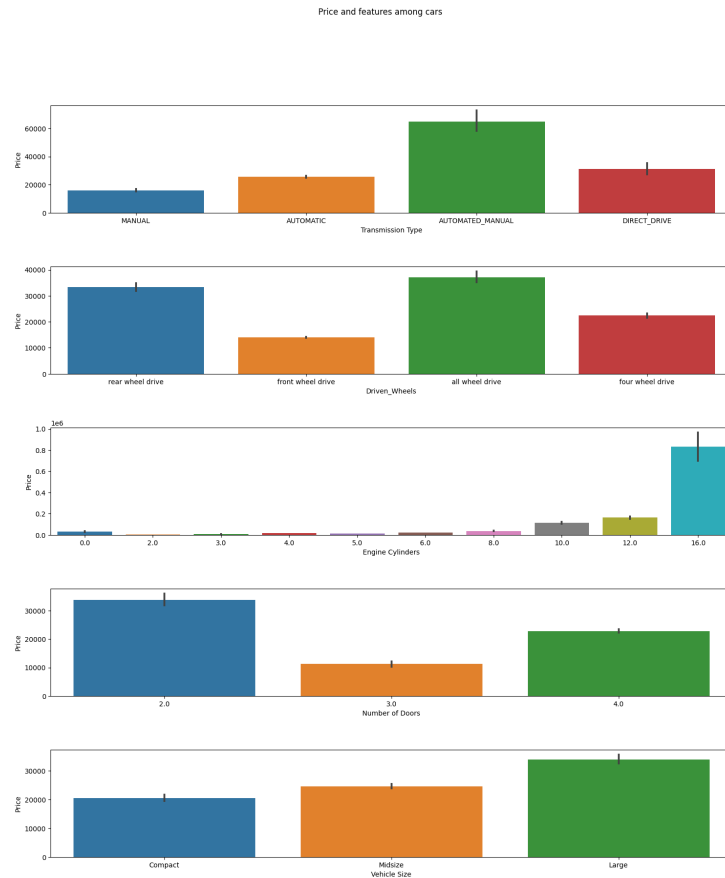 Price and features among cars
60000
40000
20000
0
Price
MANUAL AUTOMATIC AUTOMATED_MANUAL DIRECT_DRIVE
Transmission Type
40000
30000
20000
10000
0
Price
rear wheel drive front wheel drive all wheel drive four wheel drive
Driven_Wheels
1e6
1.0
0.8
0.6
0.4
0.2
0.0
Price
0.0 2.0 3.0 4.0 5.0 6.0 8.0 10.0 12.0 16.0
Engine Cylinders
30000
20000
10000
0
Price
2.0 3.0 4.0
Number of Doors
30000
20000
10000
0
Price
Compact Midsize Large
Vehicle Size